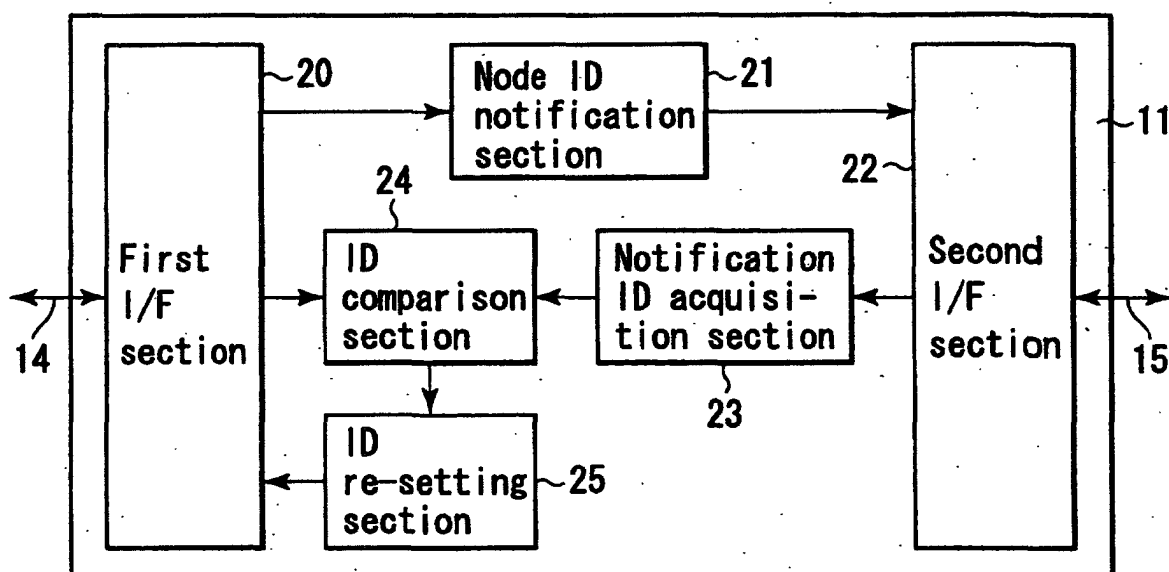 20
Node ID
notification
section
21
11
22
24
First
I/F
section
ID
comparison
section
Notification
ID acquisi-
tion section
Second
I/F
section
14
15
23
ID
re-setting
section
25